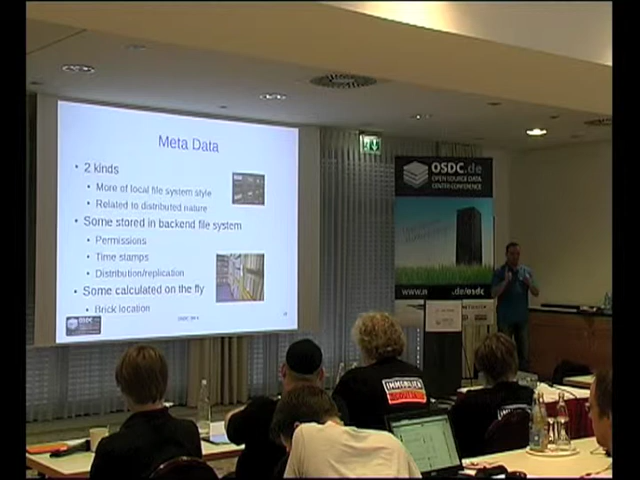 Meta Data
• 2 kinds
• More of local file system style
• Related to distributed nature
• Some stored in backend file system
• Permissions
• Time stamps
• Distribution/replication
• Some calculated on the fly
• Brick location
OSDC
OSDC.de
OPEN SOURCE DATA
CENTER CONFERENCE
.de/osdc
IMMOBILIEN